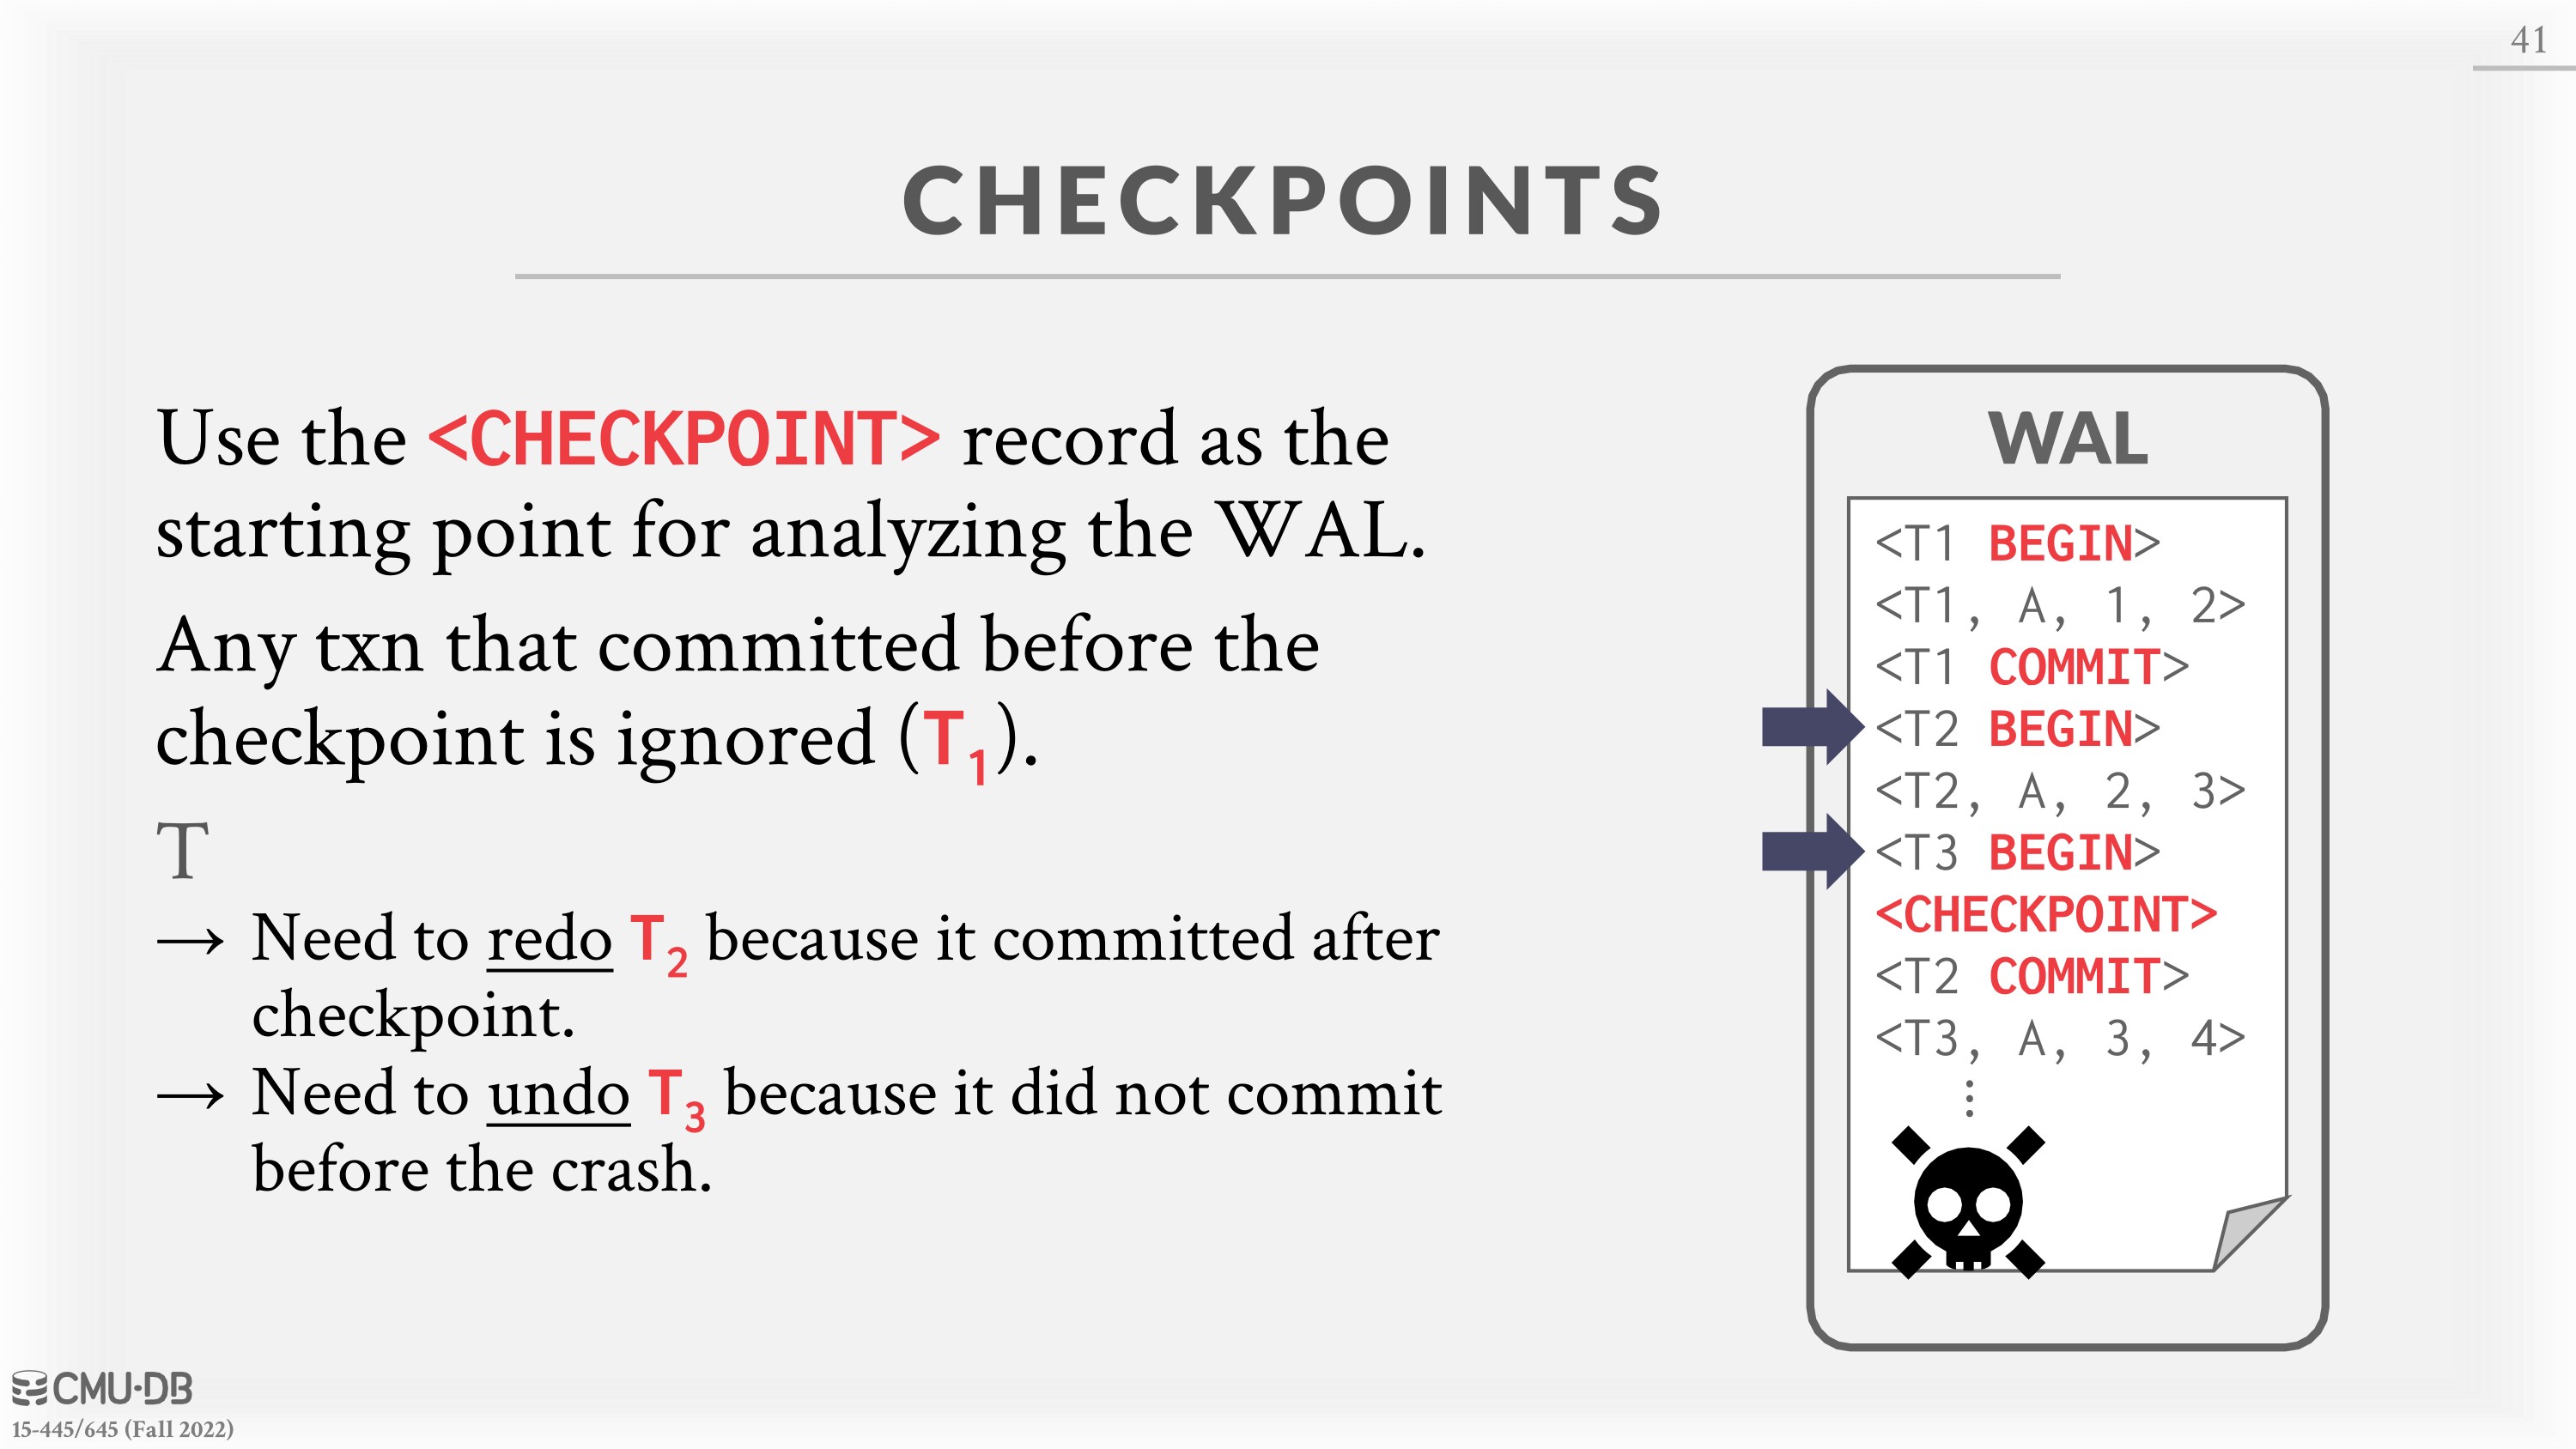 41
CHECKPOINTS
Use the <CHECKPOINT> record as the
starting point for analyzing the WAL.
Any txn that committed before the
checkpoint is ignored (T1).
T
→ Need to redo T2 because it committed after
checkpoint.
→ Need to undo T3 because it did not commit
before the crash.
WAL
<T1 BEGIN>
<T1, A, 1, 2>
<T1 COMMIT>
<T2 BEGIN>
<T2, A, 2, 3>
<T3 BEGIN>
<CHECKPOINT>
<T2 COMMIT>
<T3, A, 3, 4>
⋮
CMU·DB
15-445/645 (Fall 2022)